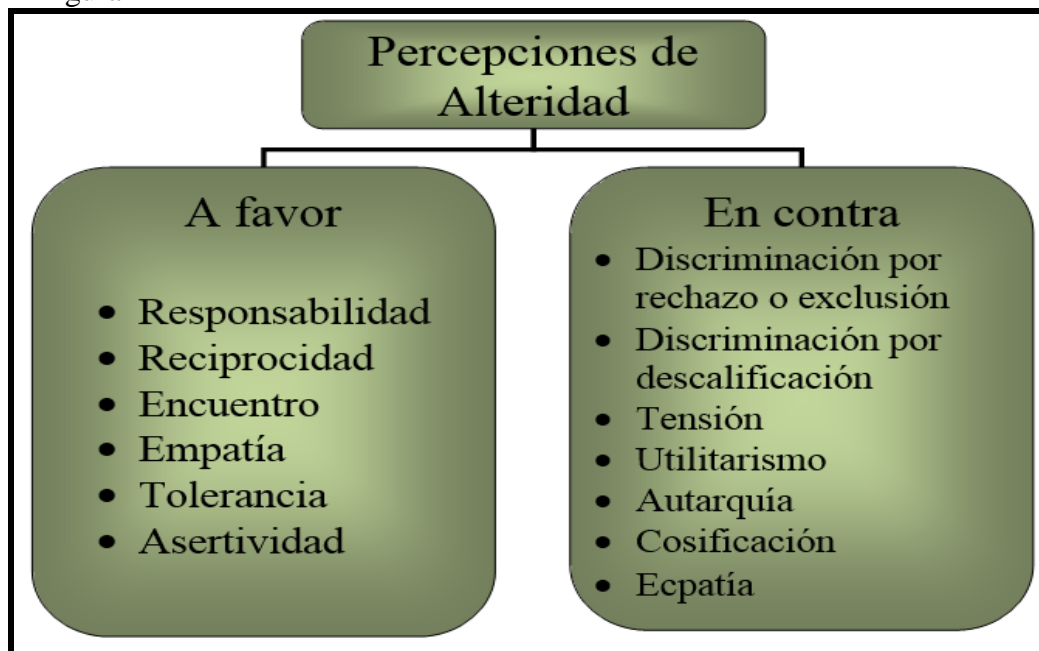 Percepciones de
Alteridad
A favor
• Responsabilidad
• Reciprocidad
• Encuentro
• Empatía
• Tolerancia
• Asertividad
En contra
• Discriminación por
rechazo o exclusión
• Discriminación por
descalificación
• Tensión
• Utilitarismo
• Autarquía
• Cosificación
• Ecpatía